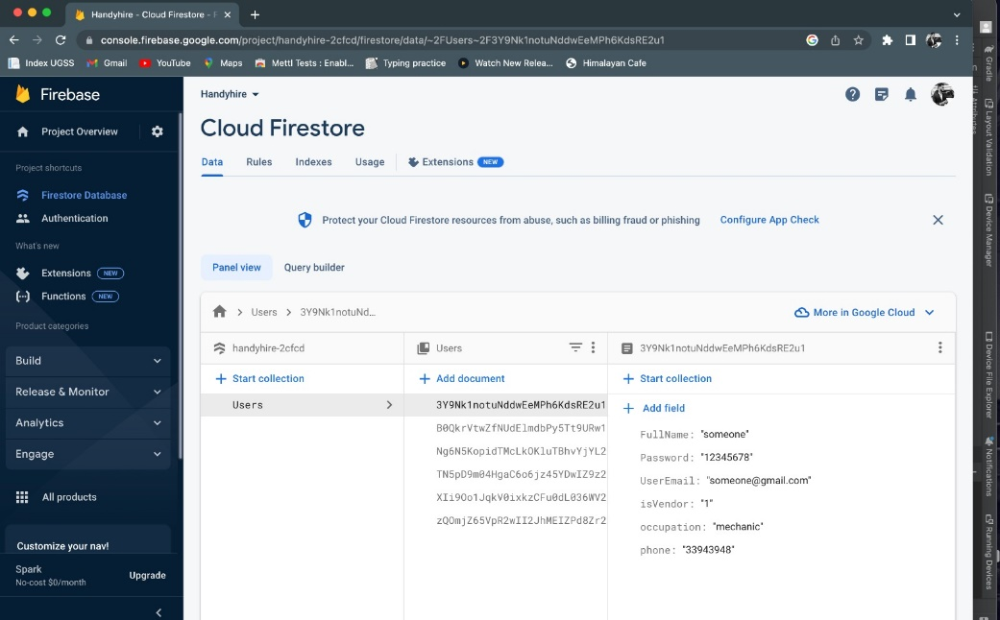 Handyhire - Cloud Firestore - F
console.firebase.google.com/project/handyhire-2cfcd/firestore/data/~2FUsers~2F3Y9Nk1notuNddwEeMPh6KdsRE2u1
Index UGSS Gmail YouTube Maps Mettl Tests : Enabl... Typing practice Watch New Relea... Himalayan Cafe
Firebase
Project Overview
Project shortcuts
Firestore Database
Authentication
What's new
Extensions NEW
Functions NEW
Product categories
Build
Release & Monitor
Analytics
Engage
All products
Customize your nav!
Spark
No-cost $0/month
Upgrade
Handyhire
Cloud Firestore
Data Rules Indexes Usage Extensions NEW
Protect your Cloud Firestore resources from abuse, such as billing fraud or phishing Configure App Check
Panel view Query builder
Users 3Y9Nk1notuNd... More in Google Cloud
handyhire-2cfcd
Start collection
Users
Users
Add document
3Y9Nk1notuNddwEeMPh6KdsRE2u1
B0QkrVtwZfNUdElmdbPy5Tt9URw1
Ng6N5KopidTMcLkOKluTBhvYjYL2
TN5pD9m04HgaC6o6jz45YDwIZ9z2
XIi9Oo1JqkV0ixkzCFu0dL036WV2
zQOmjZ65VpR2wII2JhMEIZPd8Zr2
3Y9Nk1notuNddwEeMPh6KdsRE2u1
Start collection
Add field
FullName: "someone"
Password: "12345678"
UserEmail: "someone@gmail.com"
isVendor: "1"
occupation: "mechanic"
phone: "33943948"
Gradle
Layout Validation
Device Manager
Device File Explorer
Notifications
Running Devices